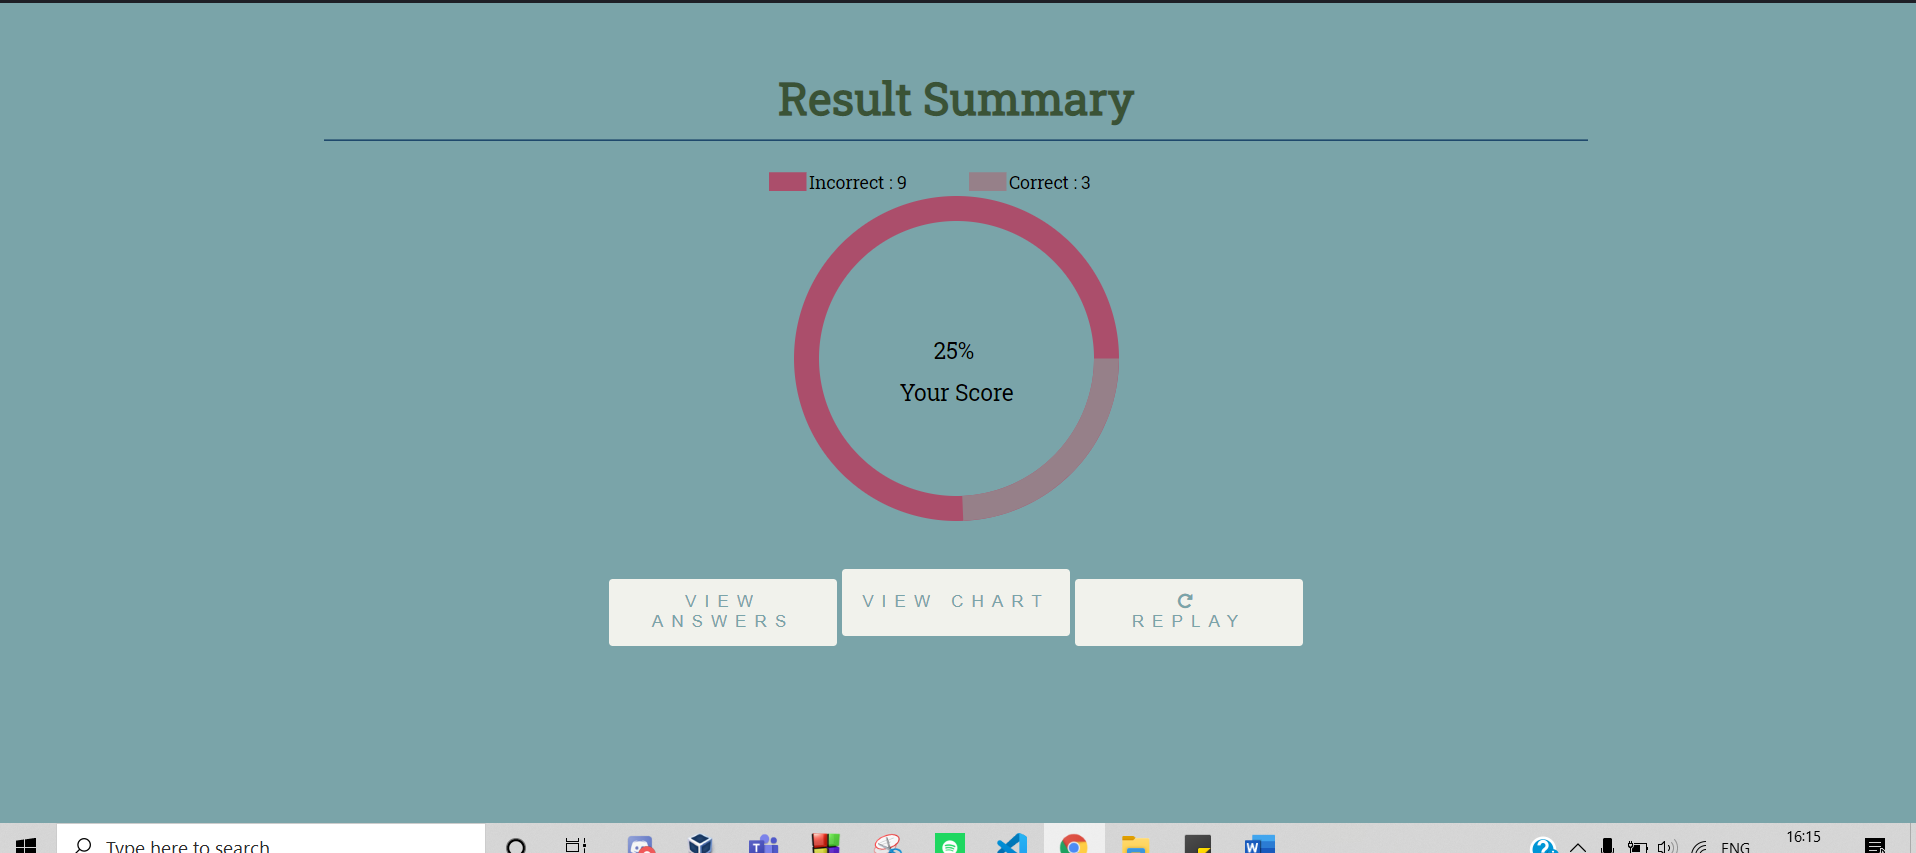 Result Summary
Incorrect : 9
Correct : 3
25%
Your Score
VIEW
ANSWERS
VIEW CHART
REPLAY
Type here to search
T
W
?
ENG
16:15